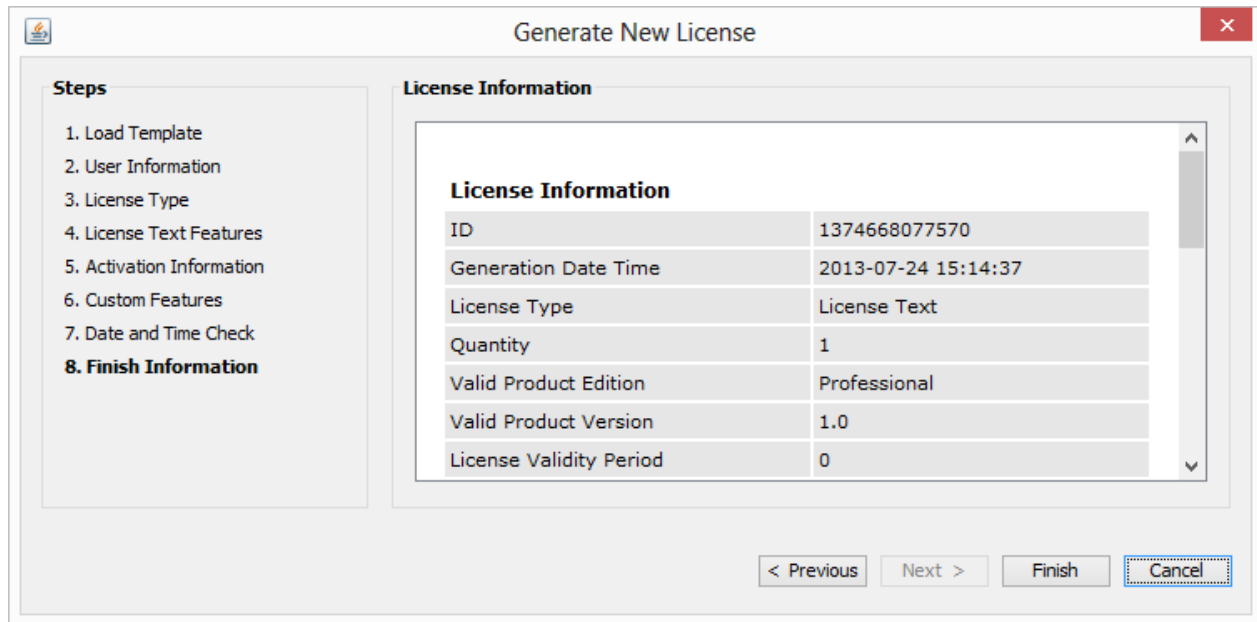 Generate New License
Steps
1. Load Template
2. User Information
3. License Type
4. License Text Features
5. Activation Information
6. Custom Features
7. Date and Time Check
8. Finish Information
License Information
License Information
ID 1374668077570
Generation Date Time 2013-07-24 15:14:37
License Type License Text
Quantity 1
Valid Product Edition Professional
Valid Product Version 1.0
License Validity Period 0
< Previous Next > Finish Cancel